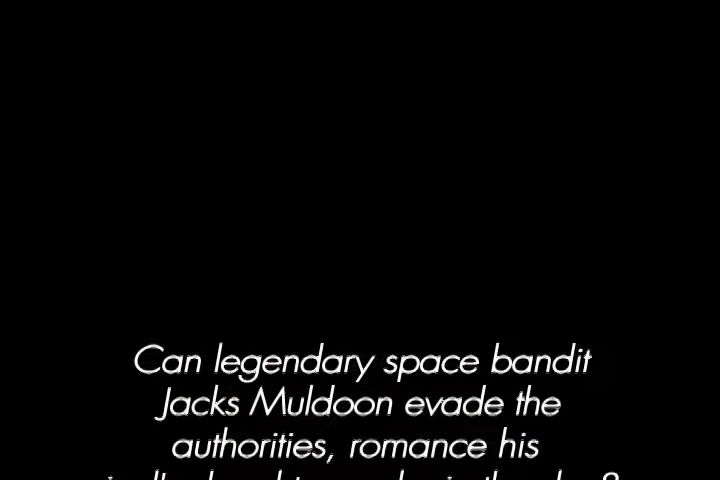 Can legendary space bandit
Jacks Muldoon evade the
authorities, romance his